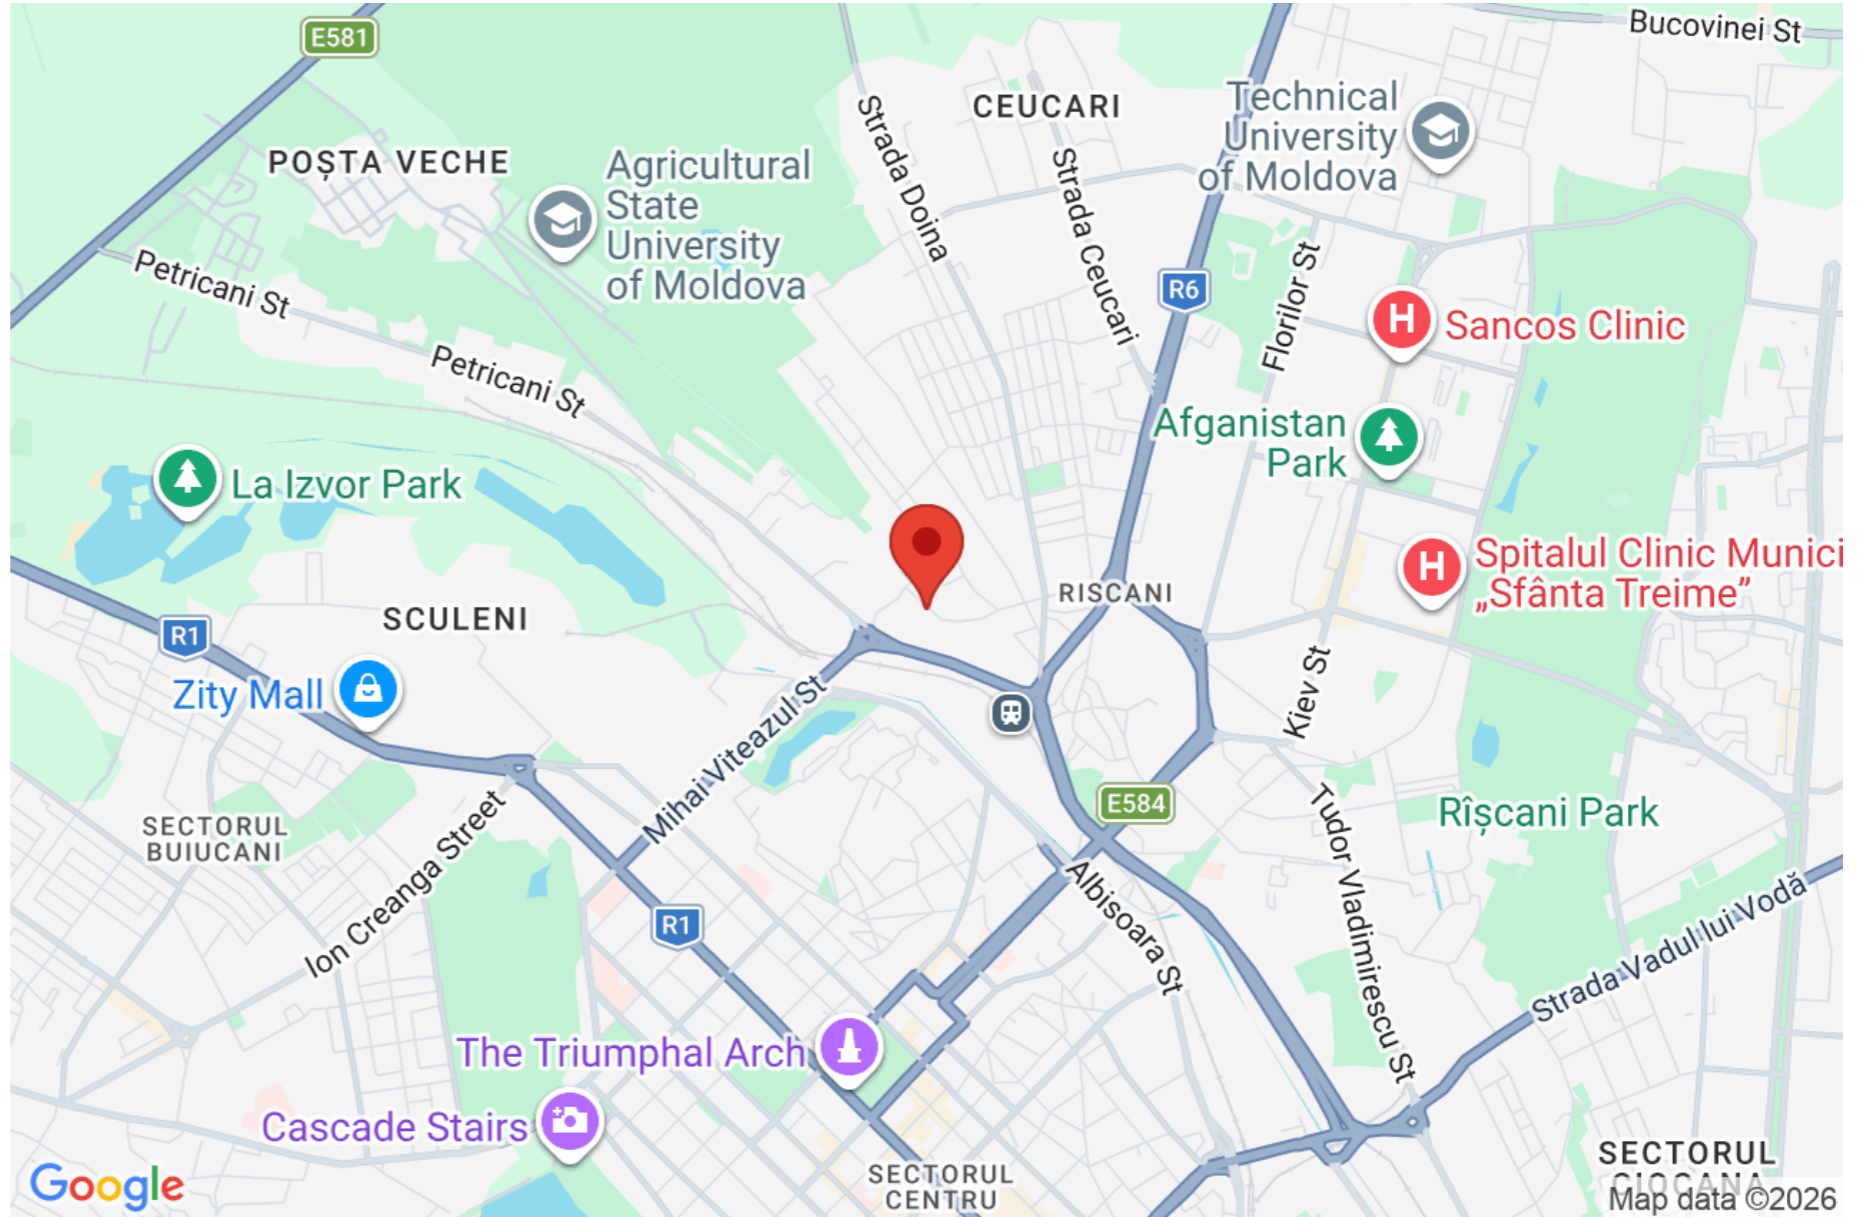 E581
Bucovinei St
CEUCARI
Technical
University
of Moldova
POȘTA VECHE
Agricultural
State
University
of Moldova
Strada Doina
Strada Ceucari
Petricani St
R6
Florilor St
Sancos Clinic
Petricani St
Afganistan
Park
La Izvor Park
Spitalul Clinic Munici
„Sfânta Treime”
RISCANI
SCULENI
R1
Zity Mall
Kiev St
Mihai Viteazul St
E584
Rîșcani Park
SECTORUL
BUIUCANI
Ion Creanga Street
Tudor Vladimirescu St
Albisoara St
Strada Vadul lui Vodă
R1
The Triumphal Arch
Cascade Stairs
SECTORUL
CENTRU
SECTORUL
CIOCANA
Google
Map data ©2026